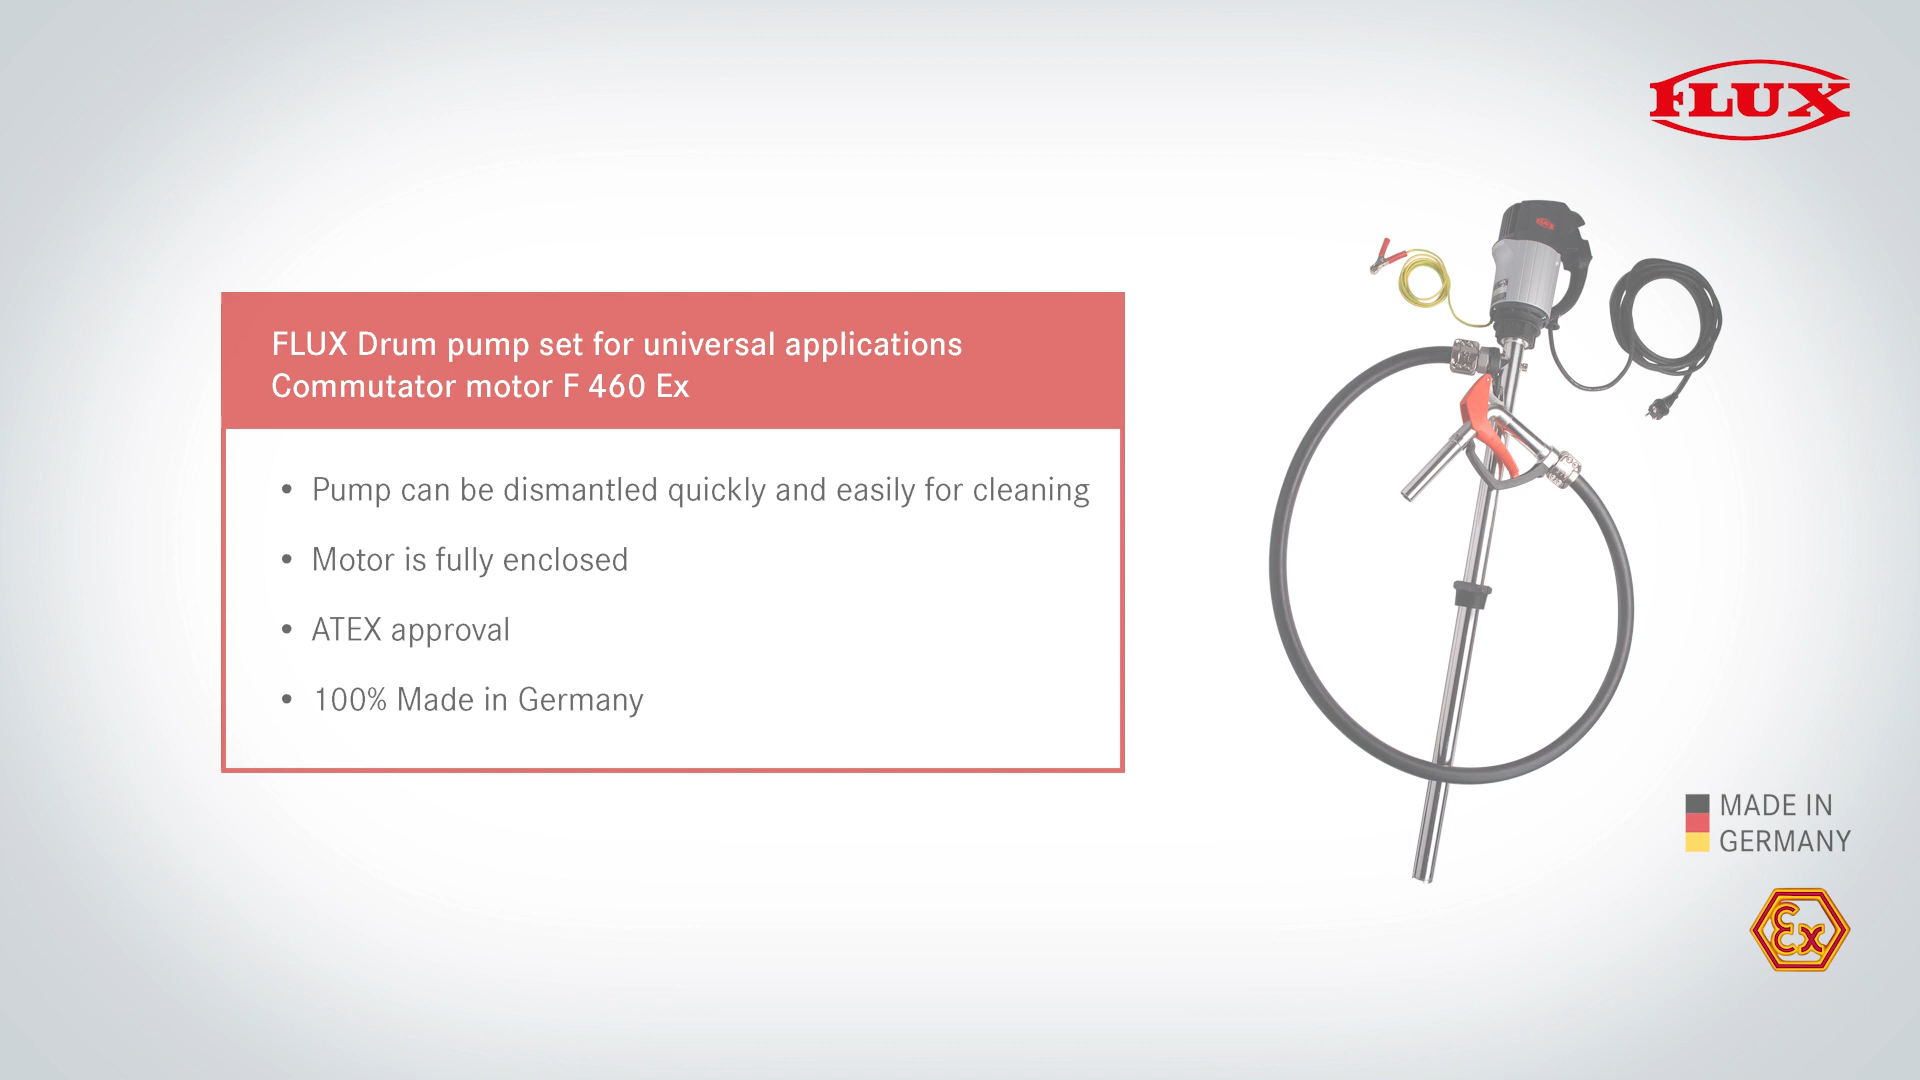 FLUX
FLUX Drum pump set for universal applications
Commutator motor F 460 Ex
• Pump can be dismantled quickly and easily for cleaning
• Motor is fully enclosed
• ATEX approval
• 100% Made in Germany
MADE IN
GERMANY
Ex